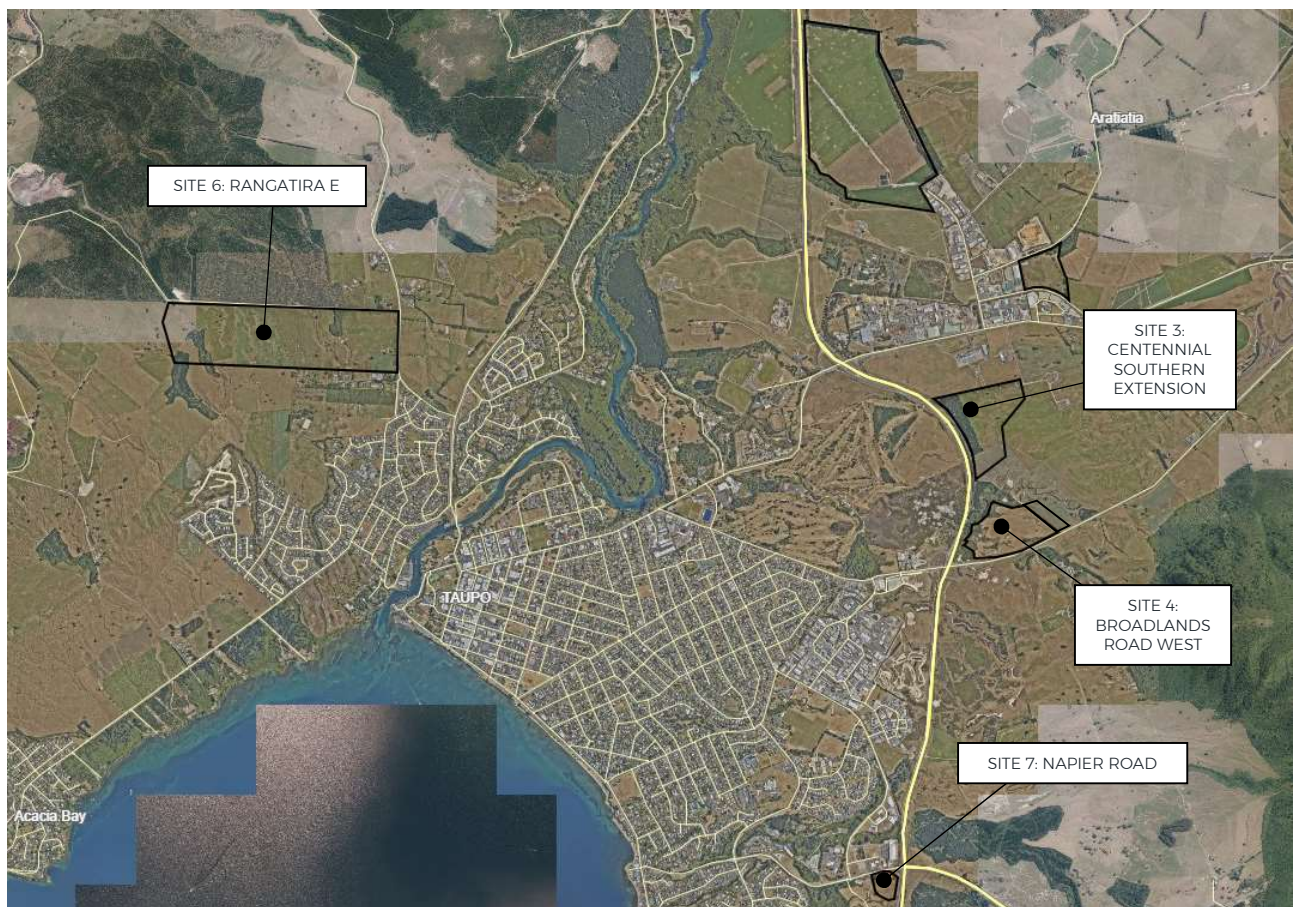 Aratiatia
SITE 6: RANGATIRA E
SITE 3:
CENTENNIAL
SOUTHERN
EXTENSION
TAUPO
SITE 4:
BROADLANDS
ROAD WEST
SITE 7: NAPIER ROAD
Acacia Bay